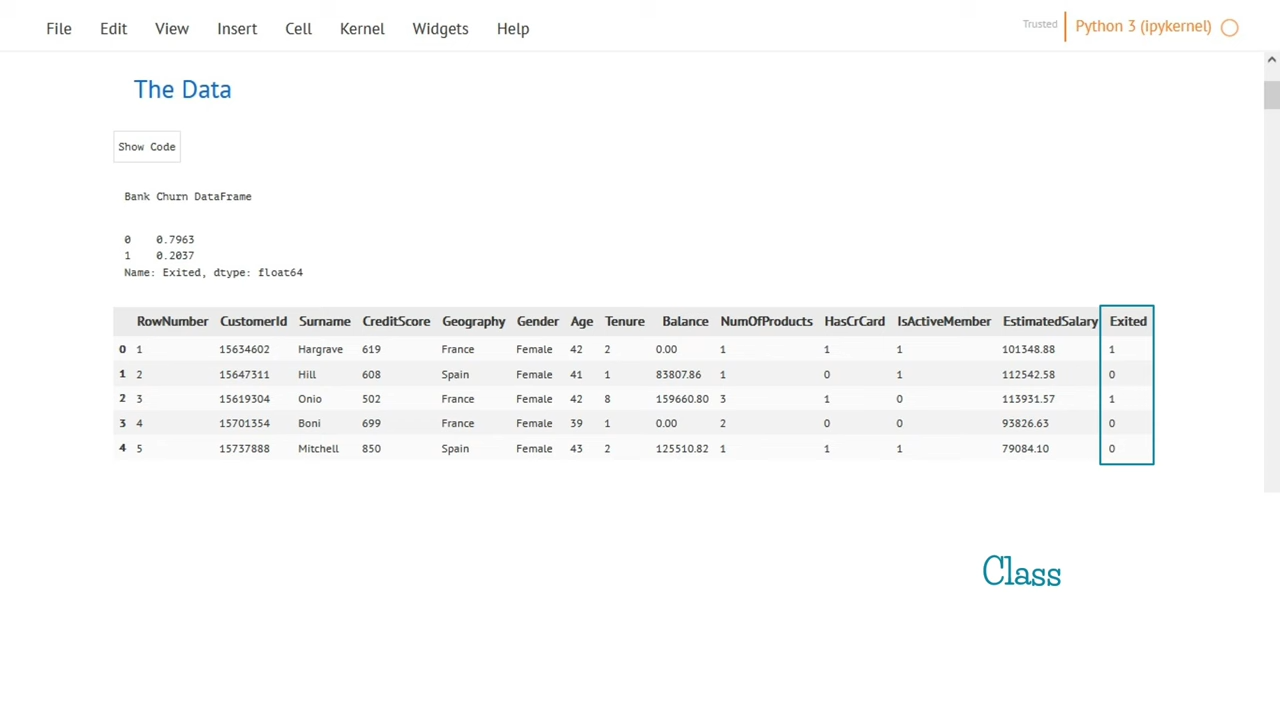 File Edit View Insert Cell Kernel Widgets Help Trusted Python 3 (ipykernel)
The Data
Show Code
Bank Churn DataFrame
0 0.7963
1 0.2037
Name: Exited, dtype: float64
RowNumber CustomerId Surname CreditScore Geography Gender Age Tenure Balance NumOfProducts HasCrCard IsActiveMember EstimatedSalary Exited
0 1 15634602 Hargrave 619 France Female 42 2 0.00 1 1 1 101348.88 1
1 2 15647311 Hill 608 Spain Female 41 1 83807.86 1 0 1 112542.58 0
2 3 15619304 Onio 502 France Female 42 8 159660.80 3 1 0 113931.57 1
3 4 15701354 Boni 699 France Female 39 1 0.00 2 0 0 93826.63 0
4 5 15737888 Mitchell 850 Spain Female 43 2 125510.82 1 1 1 79084.10 0
Class